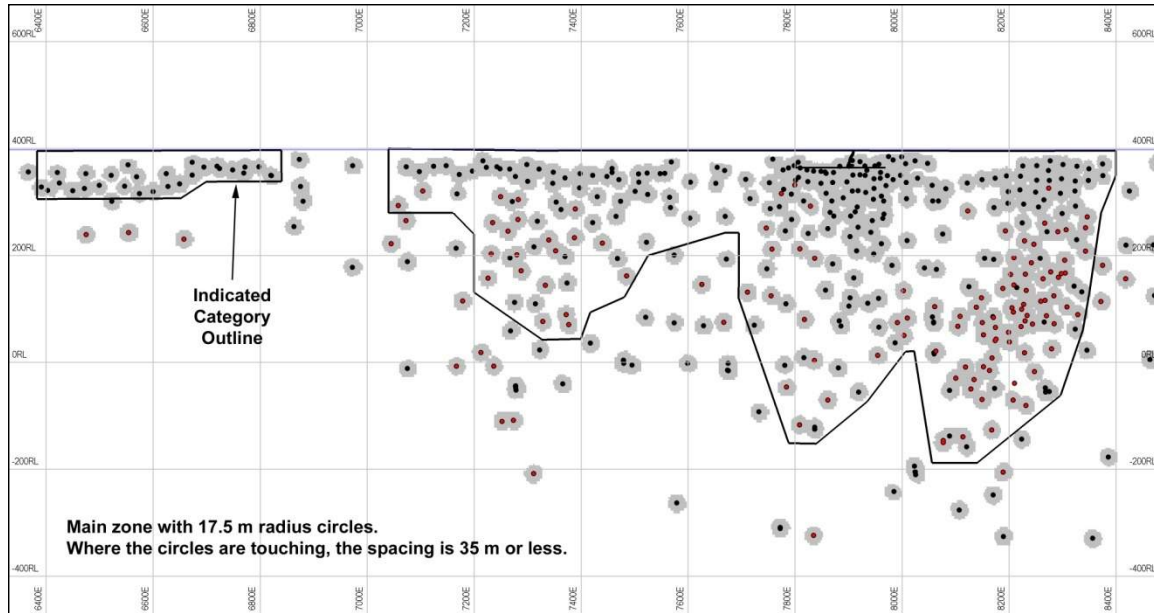 6400E 6600E 6800E 7000E 7200E 7400E 7600E 7800E 8000E 8200E 8400E
600RL 600RL
400RL 400RL
200RL 200RL
Indicated
Category
Outline
0RL 0RL
-200RL -200RL
Main zone with 17.5 m radius circles.
Where the circles are touching, the spacing is 35 m or less.
-400RL -400RL
6400E 6600E 6800E 7000E 7200E 7400E 7600E 7800E 8000E 8200E 8400E